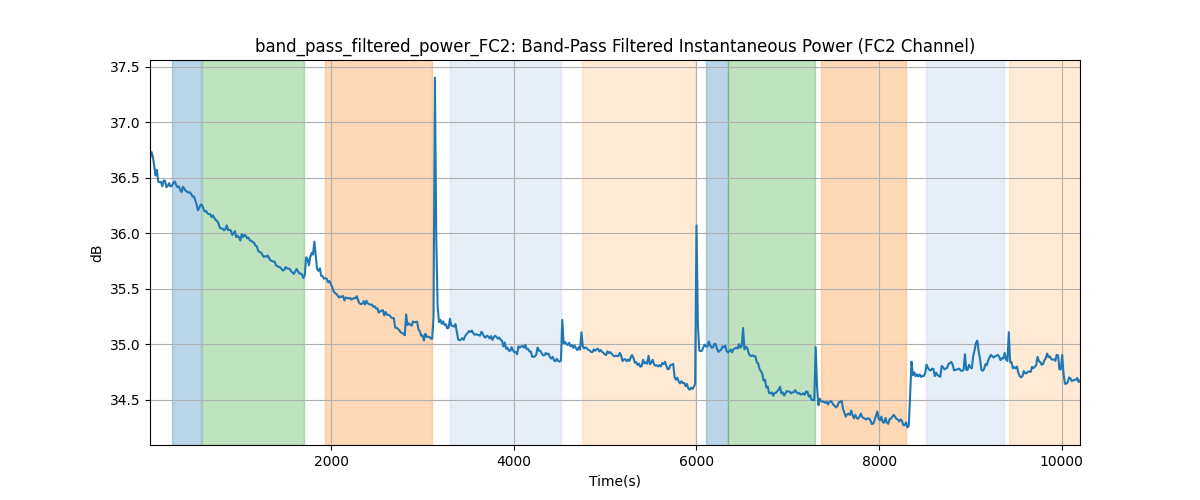 band_pass_filtered_power_FC2: Band-Pass Filtered Instantaneous Power (FC2 Channel)
37.5
37.0
36.5
36.0
35.5
35.0
34.5
dB
2000 4000 6000 8000 10000
Time(s)